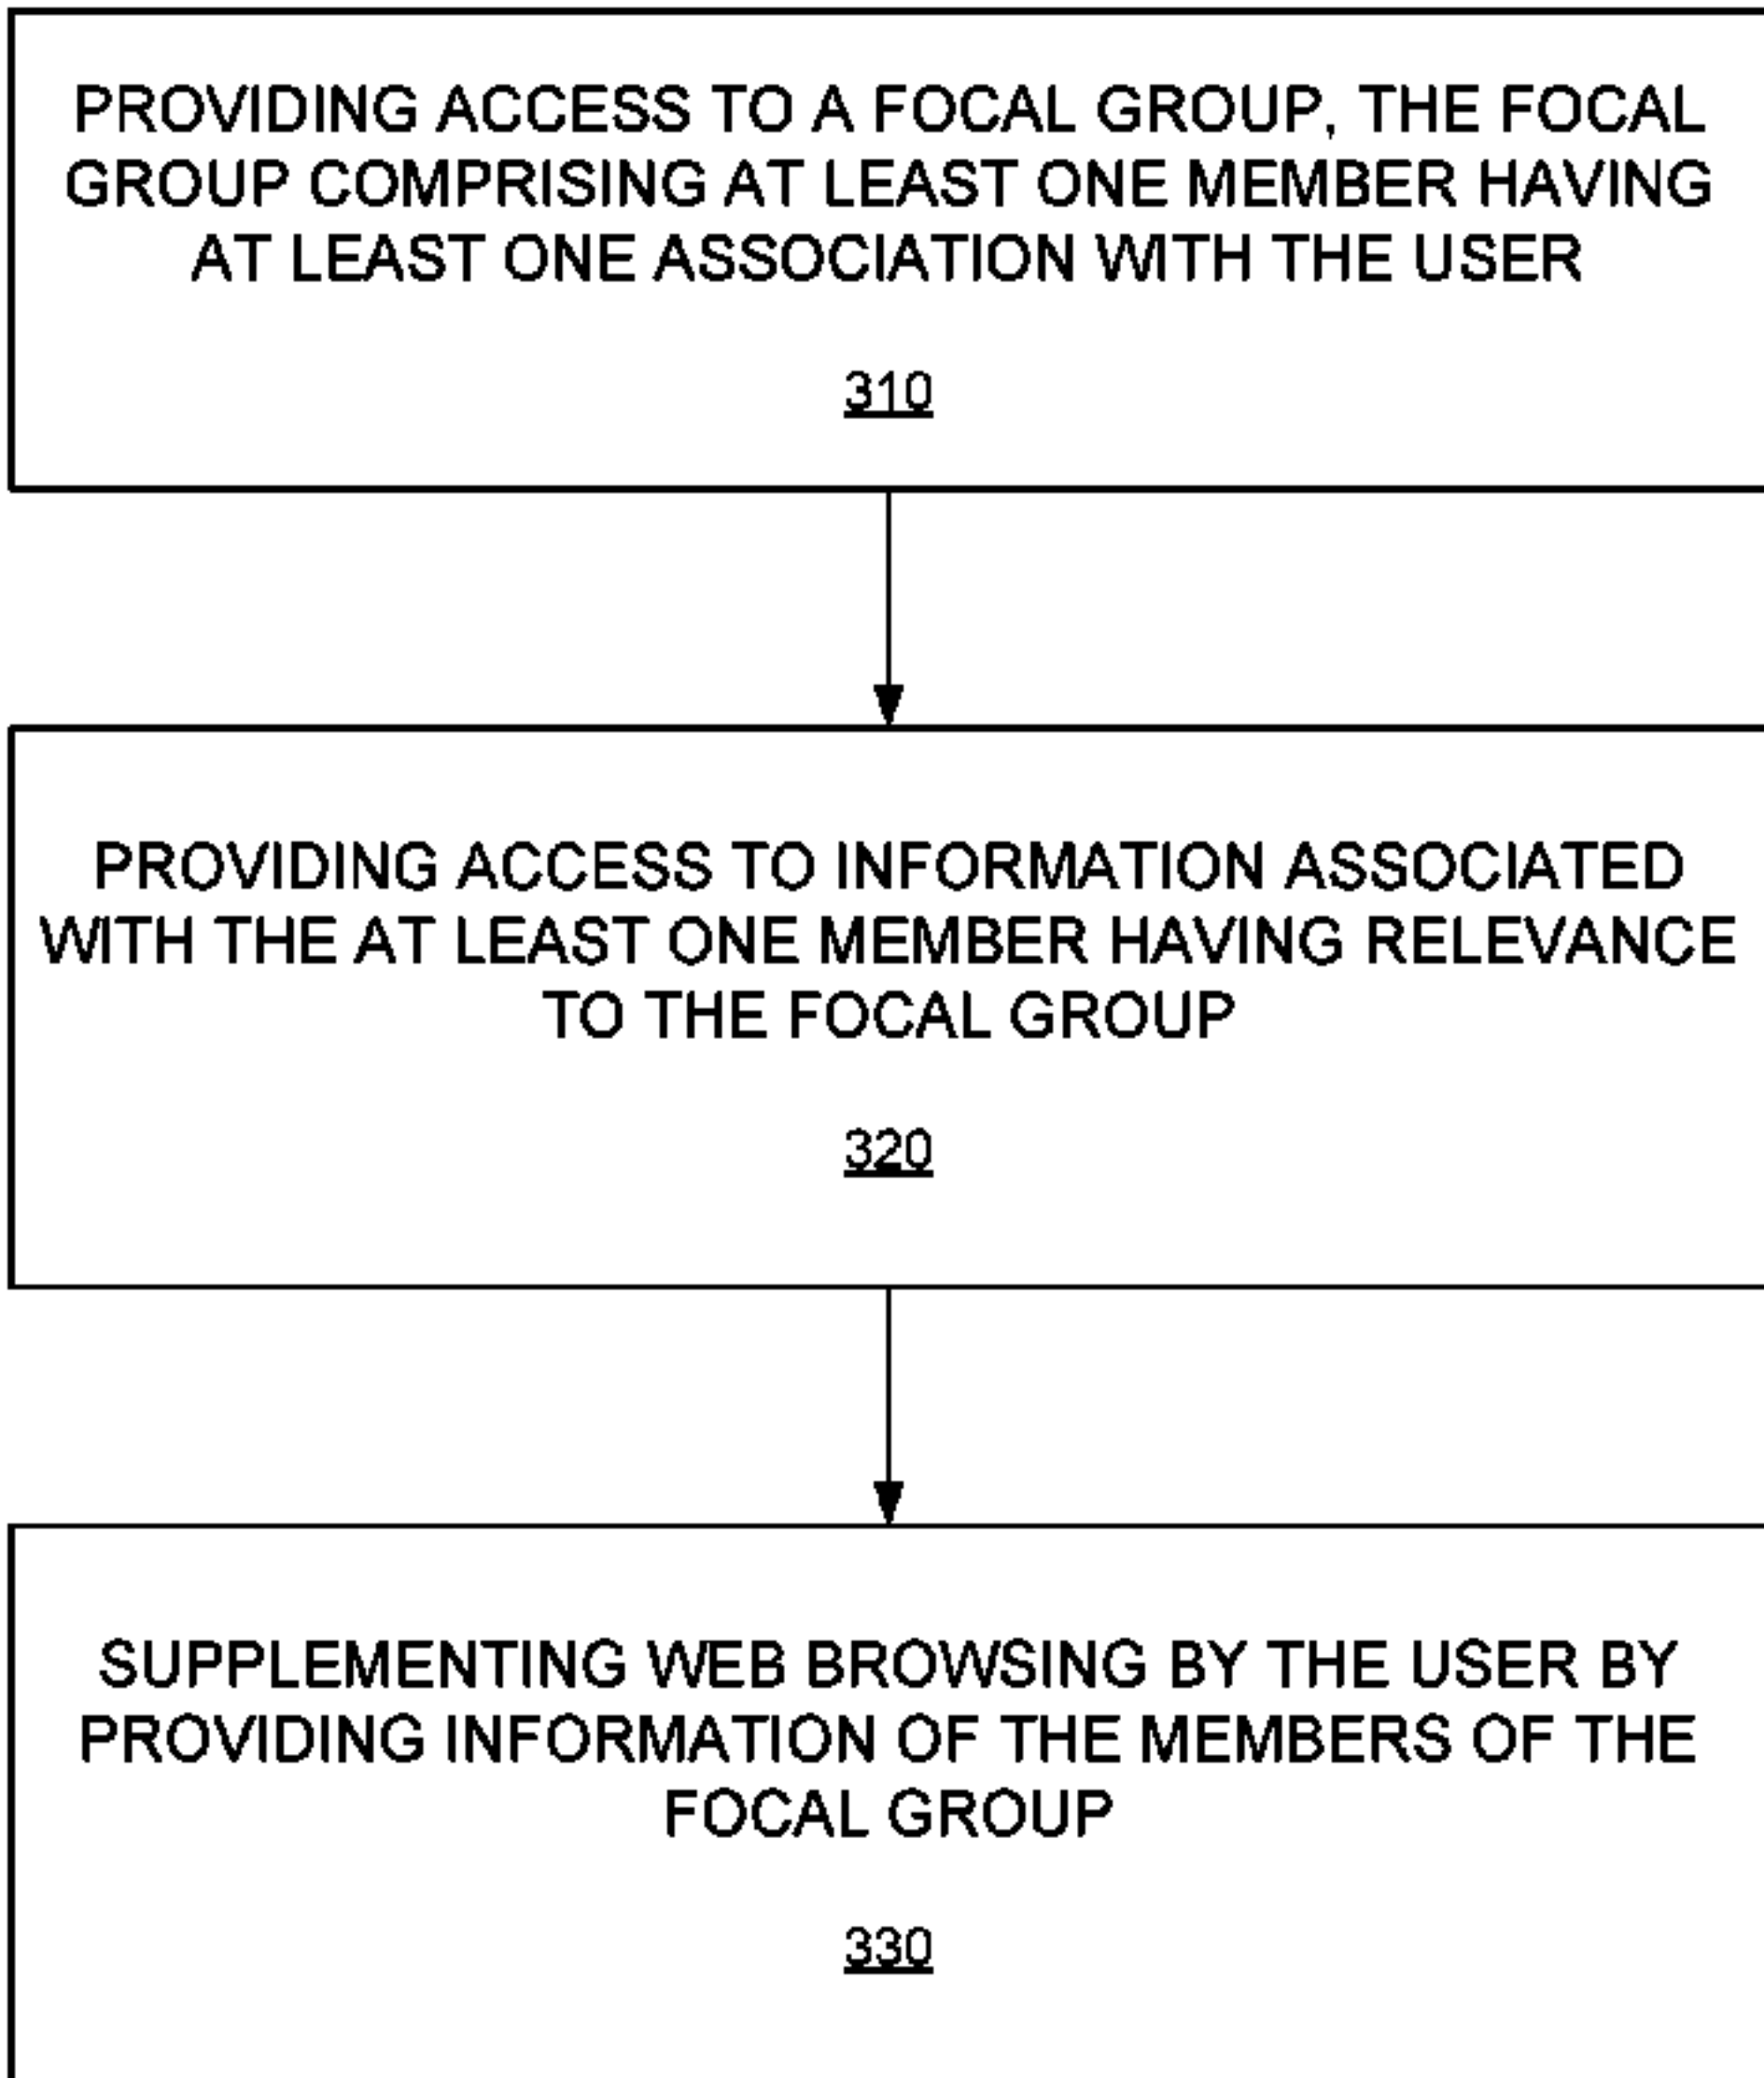 PROVIDING ACCESS TO A FOCAL GROUP, THE FOCAL
GROUP COMPRISING AT LEAST ONE MEMBER HAVING
AT LEAST ONE ASSOCIATION WITH THE USER
310
PROVIDING ACCESS TO INFORMATION ASSOCIATED
WITH THE AT LEAST ONE MEMBER HAVING RELEVANCE
TO THE FOCAL GROUP
320
SUPPLEMENTING WEB BROWSING BY THE USER BY
PROVIDING INFORMATION OF THE MEMBERS OF THE
FOCAL GROUP
330